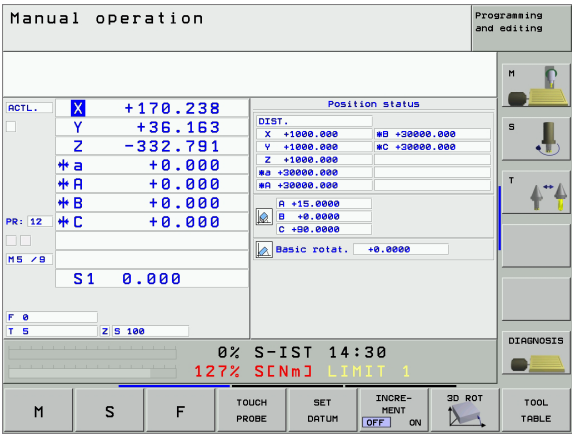 Manual operation
Programming
and editing
ACTL.
X +170.238
Y +36.163
Z -332.791
a +0.000
A +0.000
B +0.000
C +0.000
S1 0.000
PR: 12
M5 /9
F 0
T 5
Z S 100
Position status
DIST.
X +1000.000
Y +1000.000
Z +1000.000
*a +30000.000
*A +30000.000
*B +30000.000
*C +30000.000
A +15.0000
B +0.0000
C +90.0000
Basic rotat. +0.0000
M
S
T
DIAGNOSIS
0% S-IST 14:30
127% S[Nm] LIMIT 1
M
S
F
TOUCH
PROBE
SET
DATUM
INCRE-
MENT
OFF ON
3D ROT
TOOL
TABLE